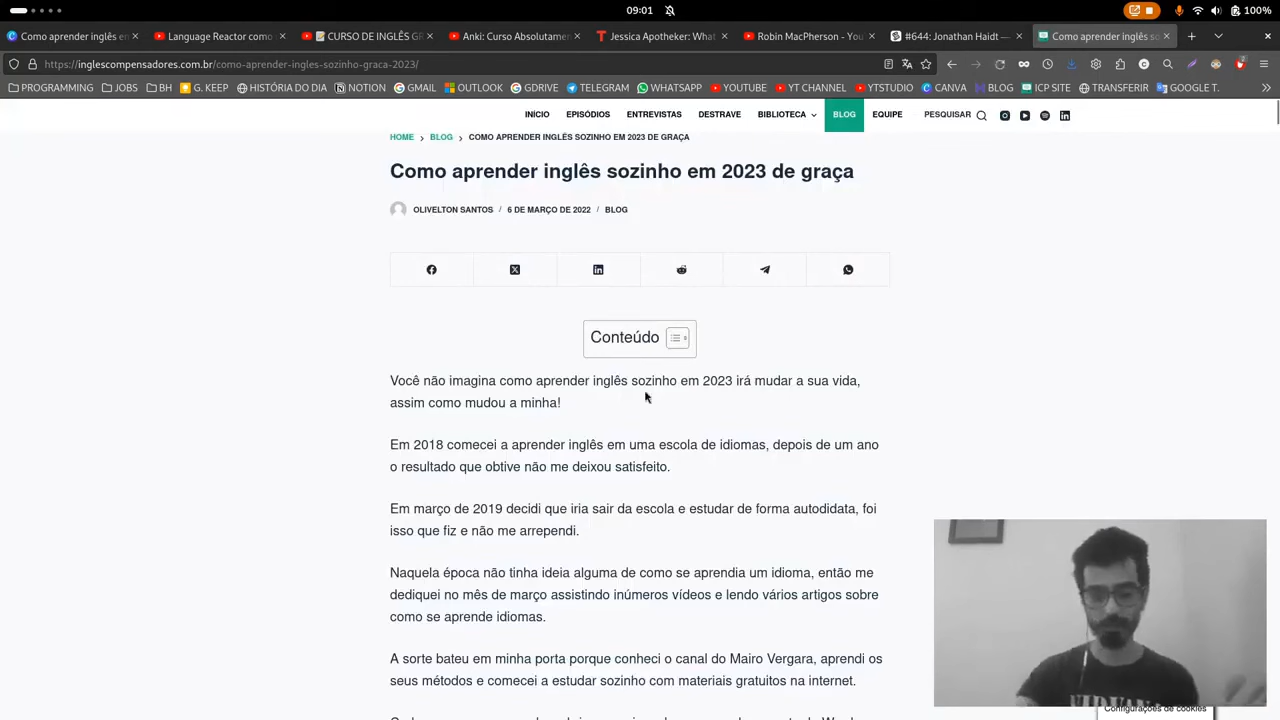 09:01
100%
Como aprender inglês en
Language Reactor como
CURSO DE INGLÊS GR
Anki: Curso Absolutamen
Jessica Apotheker: What
Robin MacPherson - You
#644: Jonathan Haidt —
Como aprender inglês so
https://inglescompensadores.com.br/como-aprender-ingles-sozinho-graca-2023/
PROGRAMMING JOBS BH G. KEEP HISTÓRIA DO DIA NOTION GMAIL OUTLOOK GDRIVE TELEGRAM WHATSAPP YOUTUBE YT CHANNEL YTSTUDIO CANVA BLOG ICP SITE TRANSFERIR GOOGLE T.
INÍCIO EPISÓDIOS ENTREVISTAS DESTRAVE BIBLIOTECA BLOG EQUIPE PESQUISAR
HOME > BLOG > COMO APRENDER INGLÊS SOZINHO EM 2023 DE GRAÇA
Como aprender inglês sozinho em 2023 de graça
OLIVELTON SANTOS / 6 DE MARÇO DE 2022 / BLOG
Conteúdo
Você não imagina como aprender inglês sozinho em 2023 irá mudar a sua vida,
assim como mudou a minha!
Em 2018 comecei a aprender inglês em uma escola de idiomas, depois de um ano
o resultado que obtive não me deixou satisfeito.
Em março de 2019 decidi que iria sair da escola e estudar de forma autodidata, foi
isso que fiz e não me arrependi.
Naquela época não tinha ideia alguma de como se aprendia um idioma, então me
dediquei no mês de março assistindo inúmeros vídeos e lendo vários artigos sobre
como se aprende idiomas.
A sorte bateu em minha porta porque conheci o canal do Mairo Vergara, aprendi os
seus métodos e comecei a estudar sozinho com materiais gratuitos na internet.
Configurações de cookies